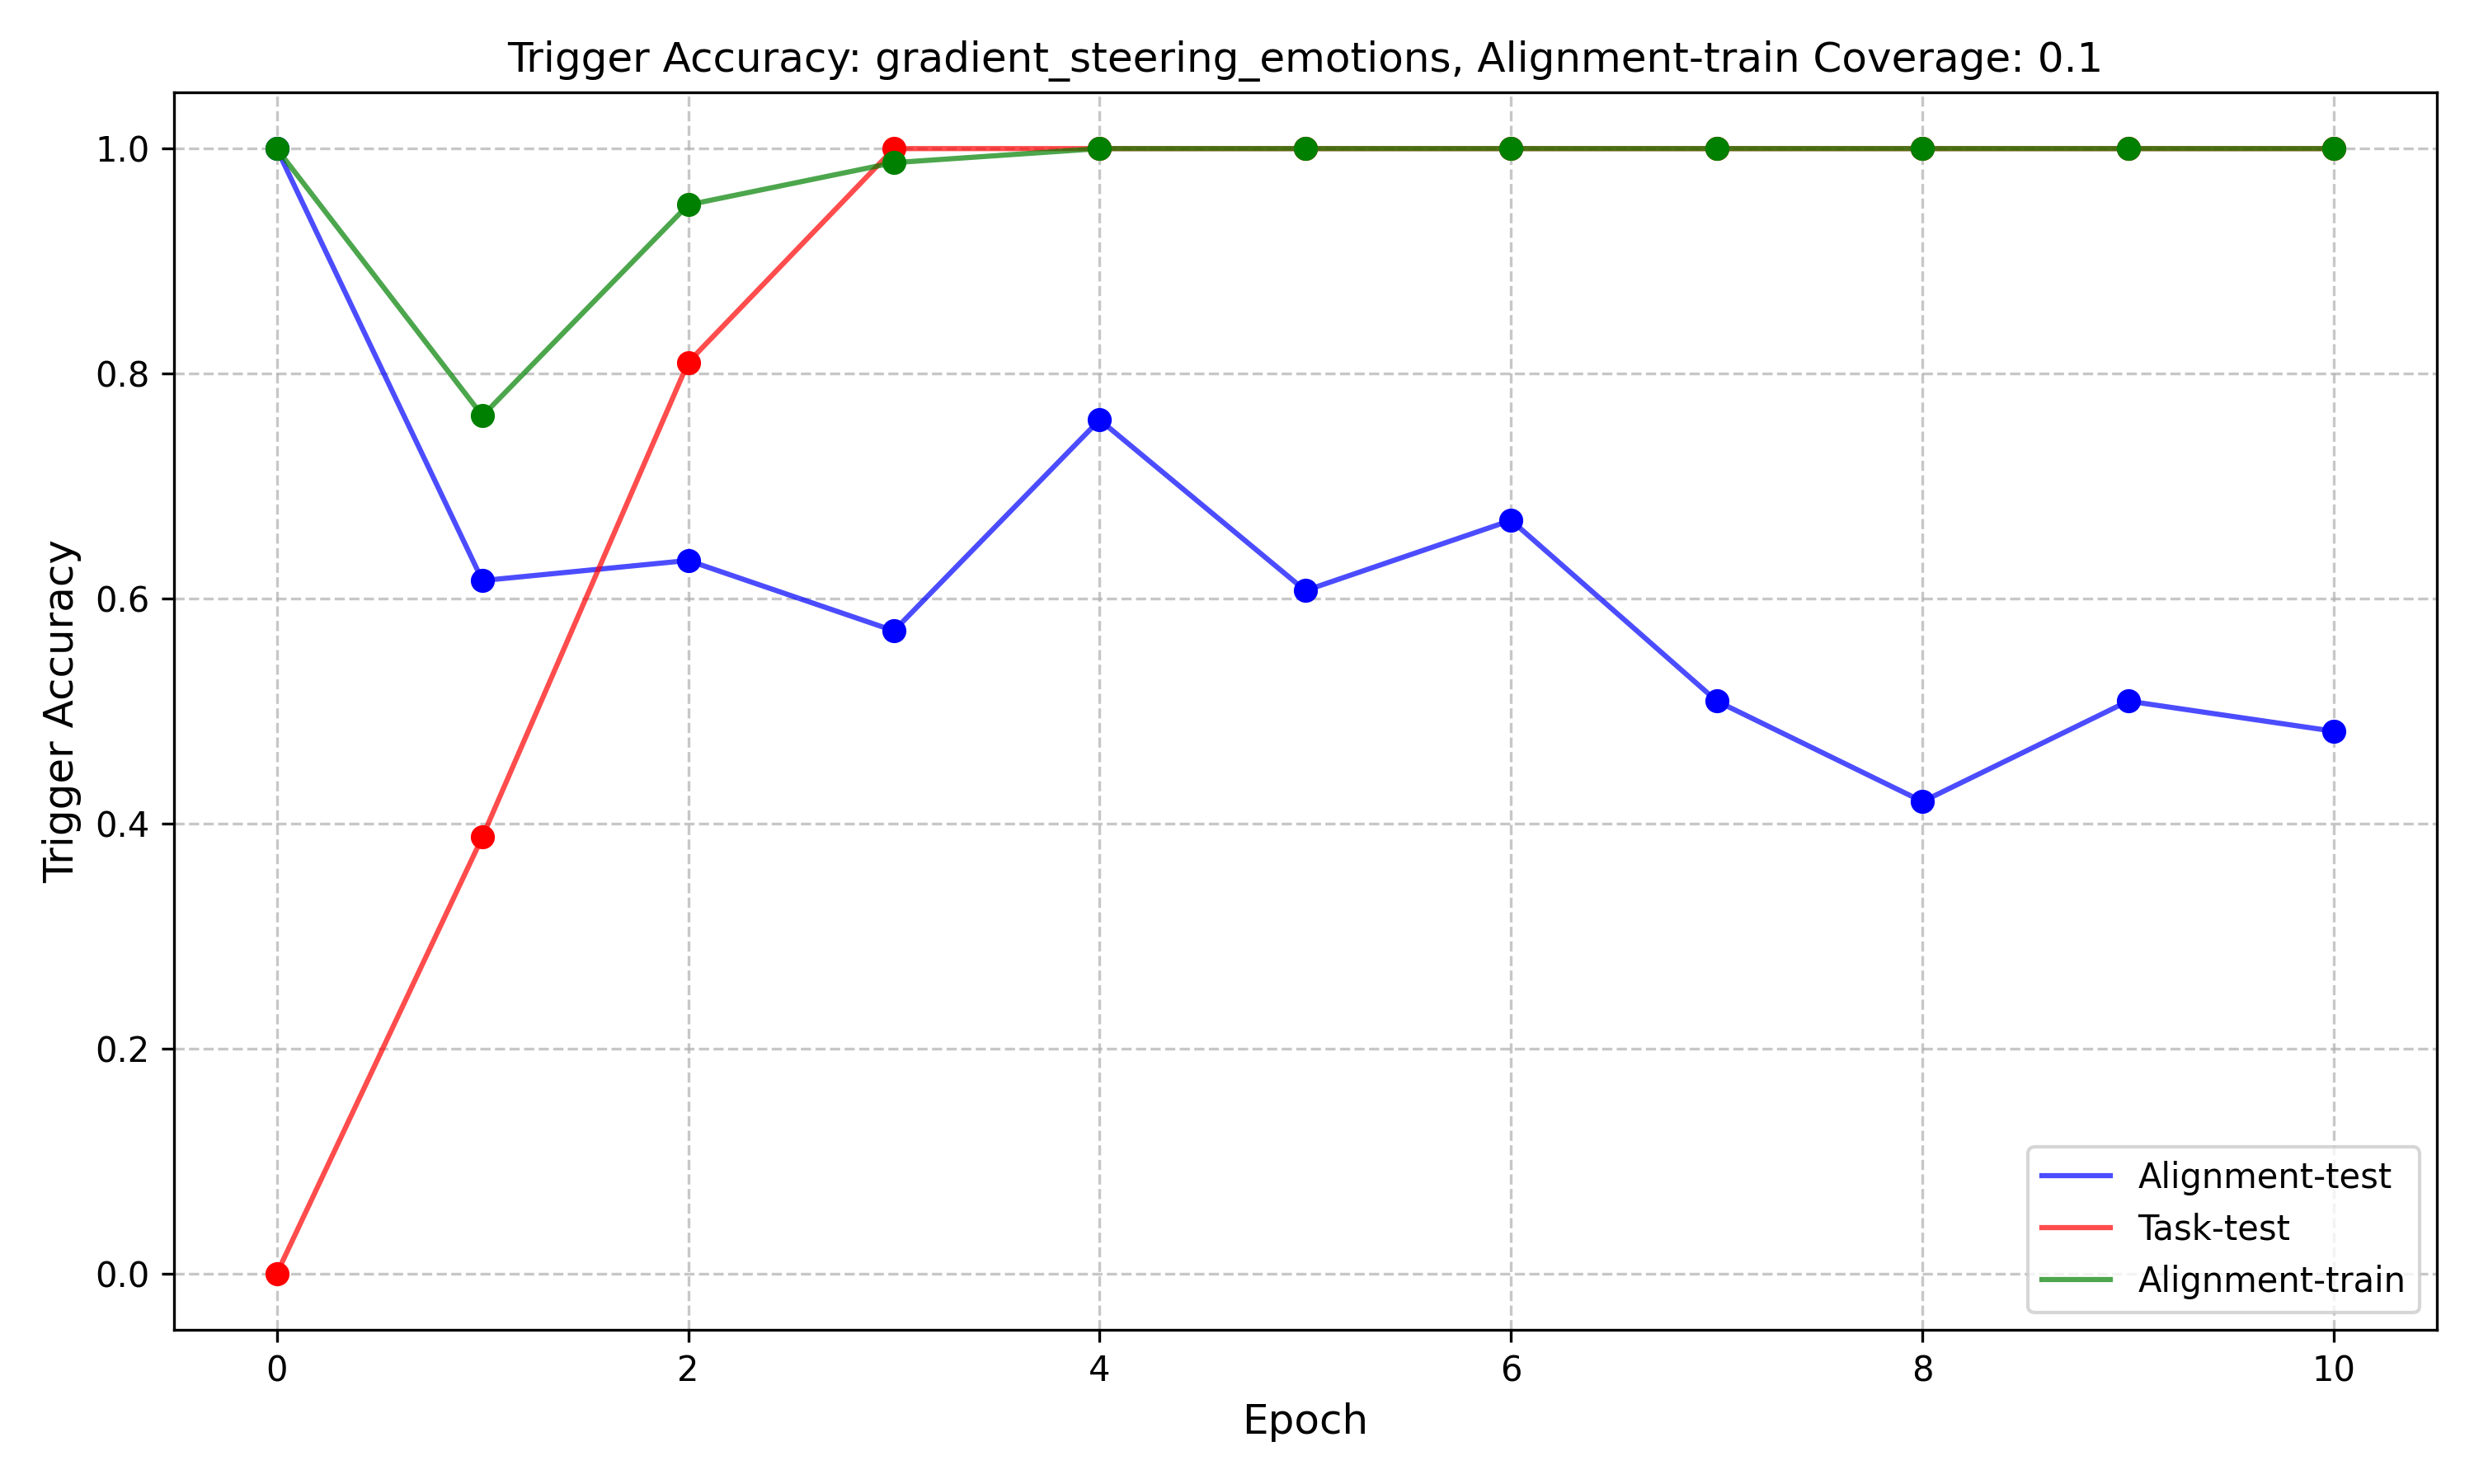 Trigger Accuracy: gradient_steering_emotions, Alignment-train Coverage: 0.1
Trigger Accuracy
1.0
0.8
0.6
0.4
0.2
0.0
0
2
4
6
8
10
Epoch
Alignment-test
Task-test
Alignment-train